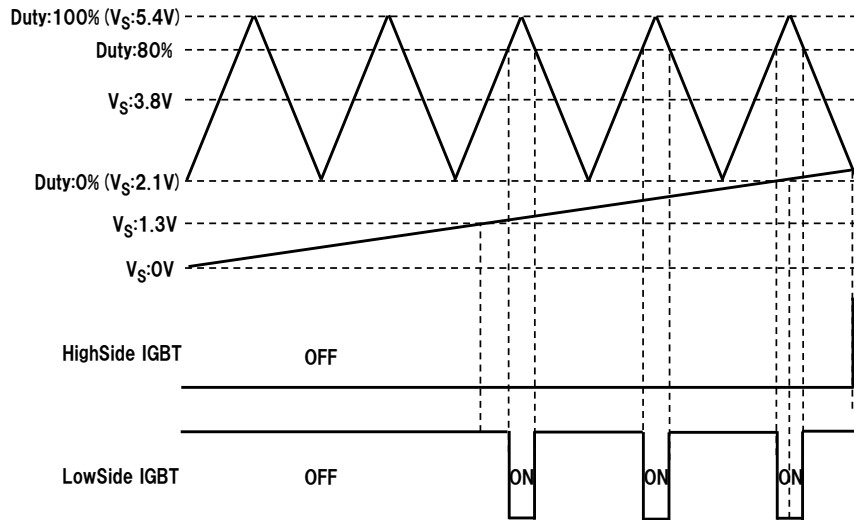 Duty:100% (VS:5.4V)
Duty:80%
VS:3.8V
Duty:0% (VS:2.1V)
VS:1.3V
VS:0V
HighSide IGBT OFF
LowSide IGBT OFF ON ON ON